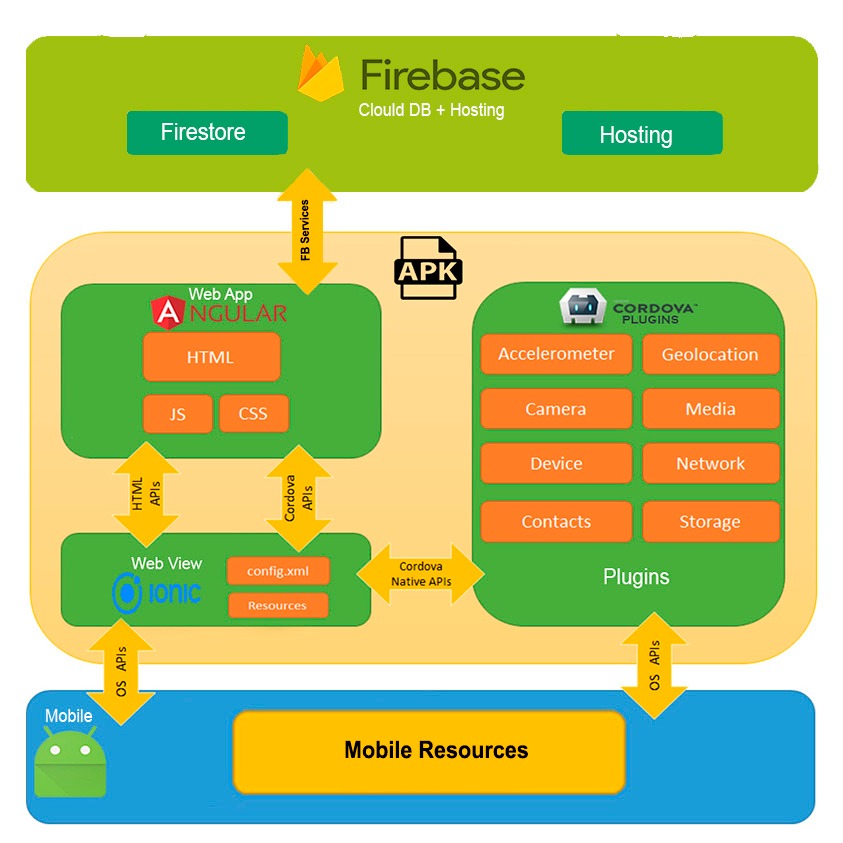 Firebase
Clould DB + Hosting
Firestore
Hosting
FB Services
APK
Web App
ANGULAR
HTML
JS
CSS
CORDOVA™
PLUGINS
Accelerometer
Geolocation
Camera
Media
Device
Network
Contacts
Storage
Plugins
HTML
APIs
Cordova
APIs
Web View
IONIC
config.xml
Resources
Cordova
Native APIs
OS APIs
OS APIs
Mobile
Mobile Resources